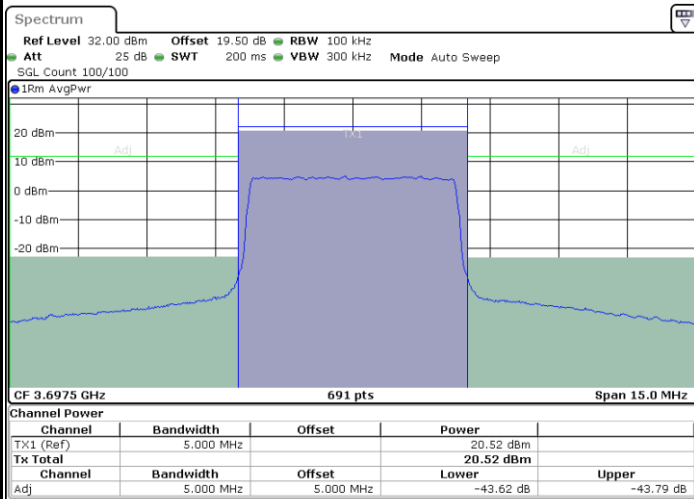 Spectrum
Ref Level 32.00 dBm Offset 19.50 dB RBW 100 kHz
Att 25 dB SWT 200 ms VBW 300 kHz Mode Auto Sweep
SGL Count 100/100
1Rm AvgPwr
20 dBm
TX1
Adj Adj
10 dBm
0 dBm
-10 dBm
-20 dBm
CF 3.6975 GHz 691 pts Span 15.0 MHz
Channel Power
Channel Bandwidth Offset Power
TX1 (Ref) 5.000 MHz 20.52 dBm
Tx Total 20.52 dBm
Channel Bandwidth Offset Lower Upper
Adj 5.000 MHz 5.000 MHz -43.62 dB -43.79 dB